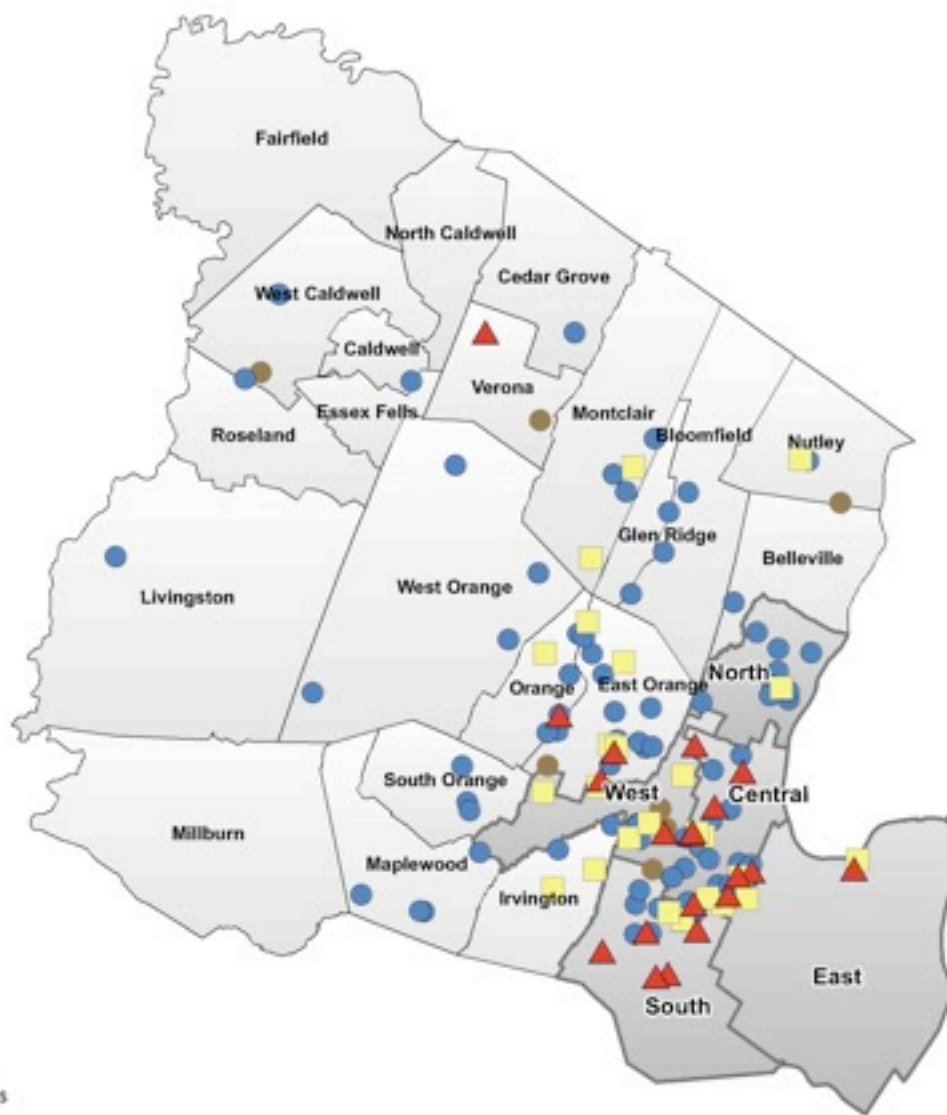 Fairfield
North Caldwell
Cedar Grove
West Caldwell
Caldwell
Verona
Essex Fells
Roseland
Montclair
Bloomfield
Nutley
Glen Ridge
Belleville
Livingston
West Orange
North
Orange
East Orange
South Orange
West
Central
Millburn
Maplewood
Irvington
East
South